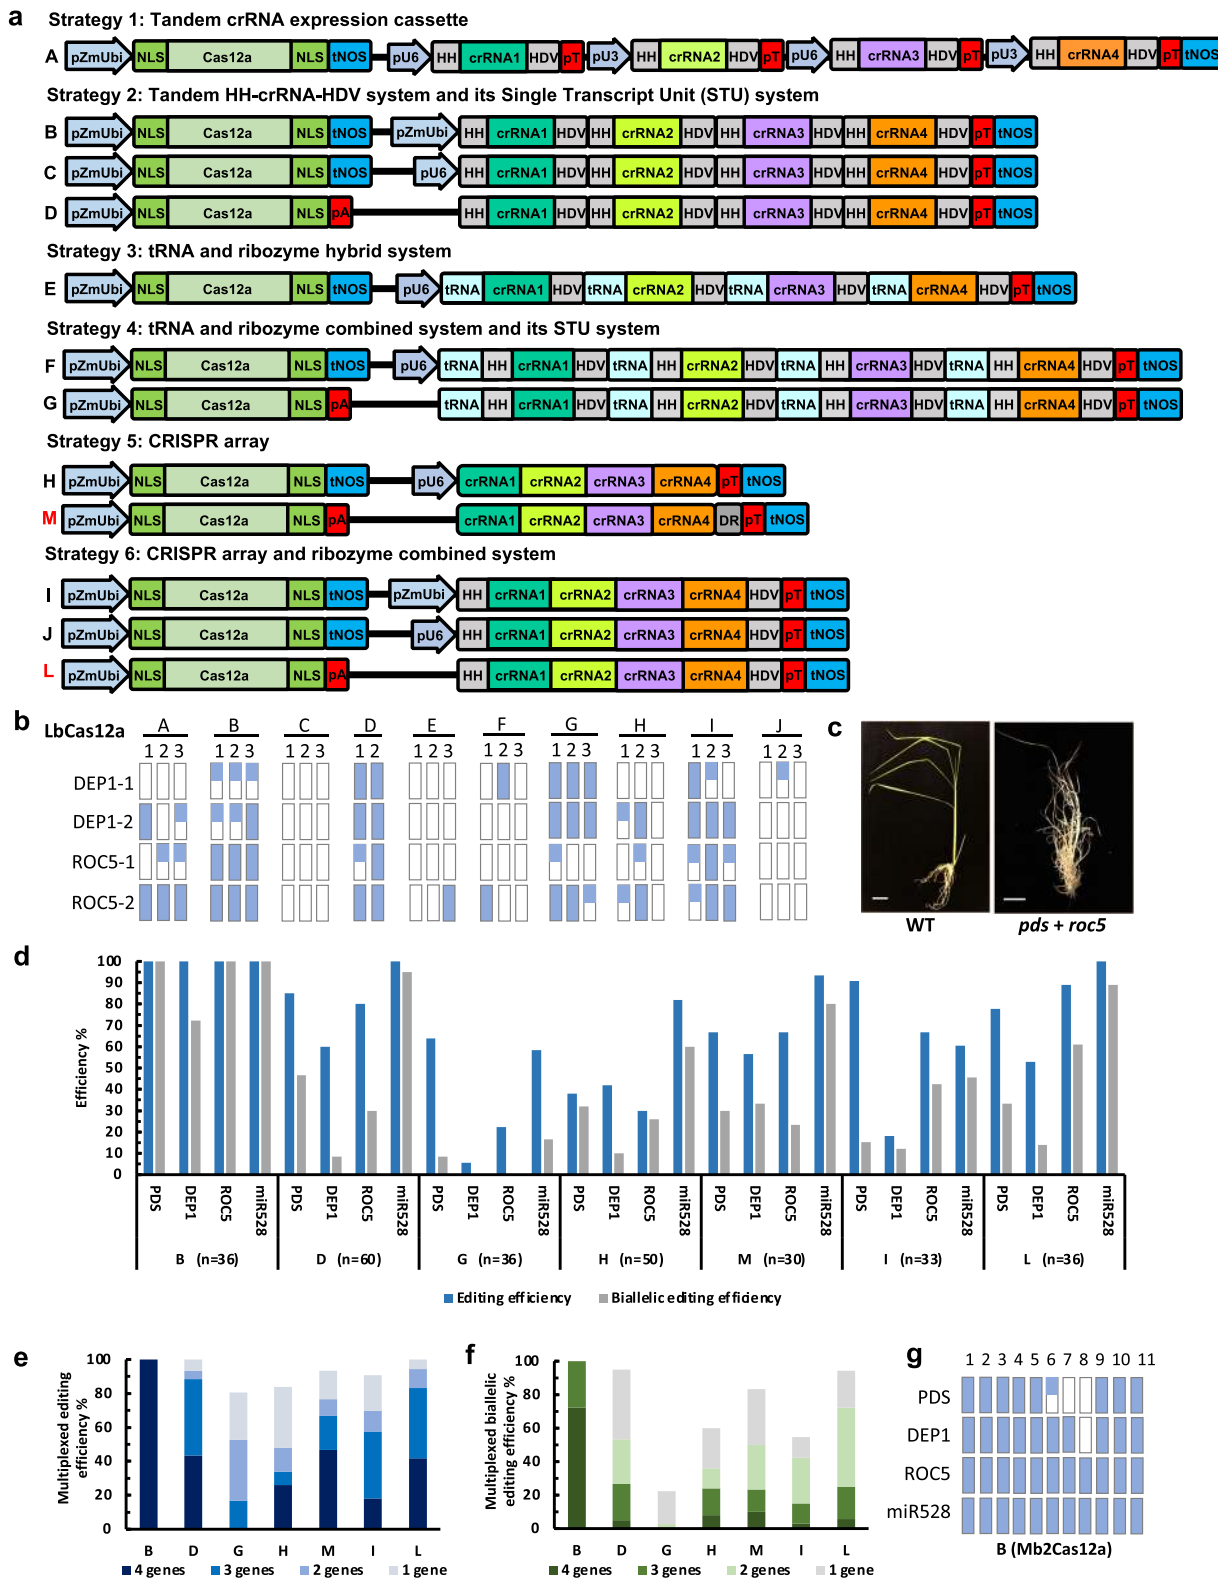 a
Strategy 1: Tandem crRNA expression cassette
A pZmUbi NLS Cas12a NLS tNOS pU6 HH crRNA1 HDV pT pU3 HH crRNA2 HDV pT pU6 HH crRNA3 HDV pT pU3 HH crRNA4 HDV pT tNOS
Strategy 2: Tandem HH-crRNA-HDV system and its Single Transcript Unit (STU) system
B pZmUbi NLS Cas12a NLS tNOS pZmUbi HH crRNA1 HDV HH crRNA2 HDV HH crRNA3 HDV HH crRNA4 HDV pT tNOS
C pZmUbi NLS Cas12a NLS tNOS pU6 HH crRNA1 HDV HH crRNA2 HDV HH crRNA3 HDV HH crRNA4 HDV pT tNOS
D pZmUbi NLS Cas12a NLS pA HH crRNA1 HDV HH crRNA2 HDV HH crRNA3 HDV HH crRNA4 HDV pT tNOS
Strategy 3: tRNA and ribozyme hybrid system
E pZmUbi NLS Cas12a NLS tNOS pU6 tRNA crRNA1 HDV tRNA crRNA2 HDV tRNA crRNA3 HDV tRNA crRNA4 HDV pT tNOS
Strategy 4: tRNA and ribozyme combined system and its STU system
F pZmUbi NLS Cas12a NLS tNOS pU6 tRNA HH crRNA1 HDV tRNA HH crRNA2 HDV tRNA HH crRNA3 HDV tRNA HH crRNA4 HDV pT tNOS
G pZmUbi NLS Cas12a NLS pA tRNA HH crRNA1 HDV tRNA HH crRNA2 HDV tRNA HH crRNA3 HDV tRNA HH crRNA4 HDV pT tNOS
Strategy 5: CRISPR array
H pZmUbi NLS Cas12a NLS tNOS pU6 crRNA1 crRNA2 crRNA3 crRNA4 pT tNOS
M pZmUbi NLS Cas12a NLS pA crRNA1 crRNA2 crRNA3 crRNA4 DR pT tNOS
Strategy 6: CRISPR array and ribozyme combined system
I pZmUbi NLS Cas12a NLS tNOS pZmUbi HH crRNA1 crRNA2 crRNA3 crRNA4 HDV pT tNOS
J pZmUbi NLS Cas12a NLS tNOS pU6 HH crRNA1 crRNA2 crRNA3 crRNA4 HDV pT tNOS
L pZmUbi NLS Cas12a NLS pA HH crRNA1 crRNA2 crRNA3 crRNA4 HDV pT tNOS
b
LbCas12a A B C D E F G H I J
1 2 3 1 2 3 1 2 3 1 2 1 2 3 1 2 3 1 2 3 1 2 3 1 2 3 1 2 3
DEP1-1
DEP1-2
ROC5-1
ROC5-2
c
WT pds + roc5
d
Efficiency %
100
90
80
70
60
50
40
30
20
10
0
PDS DEP1 ROC5 miR528 PDS DEP1 ROC5 miR528 PDS DEP1 ROC5 miR528 PDS DEP1 ROC5 miR528 PDS DEP1 ROC5 miR528 PDS DEP1 ROC5 miR528 PDS DEP1 ROC5 miR528
B (n=36) D (n=60) G (n=36) H (n=50) M (n=30) I (n=33) L (n=36)
Editing efficiency Biallelic editing efficiency
e
Multiplexed editing
efficiency %
100
80
60
40
20
0
B D G H M I L
4 genes 3 genes 2 genes 1 gene
f
Multiplexed biallelic
editing efficiency %
100
80
60
40
20
0
B D G H M I L
4 genes 3 genes 2 genes 1 gene
g
1 2 3 4 5 6 7 8 9 10 11
PDS
DEP1
ROC5
miR528
B (Mb2Cas12a)